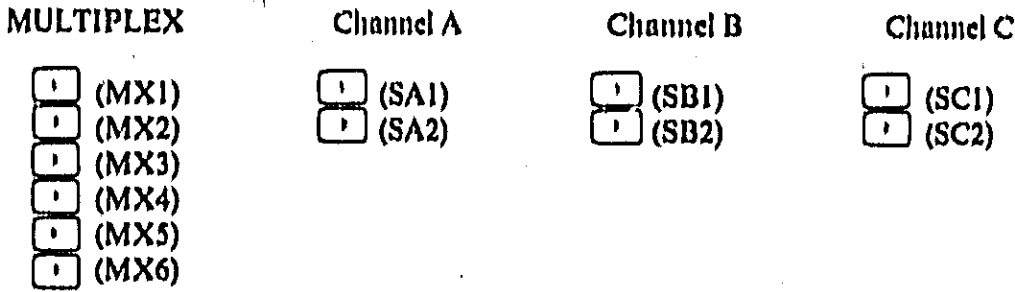 MULTIPLEX Channel A Channel B Channel C
(MX1) (SA1) (SB1) (SC1)
(MX2) (SA2) (SB2) (SC2)
(MX3)
(MX4)
(MX5)
(MX6)